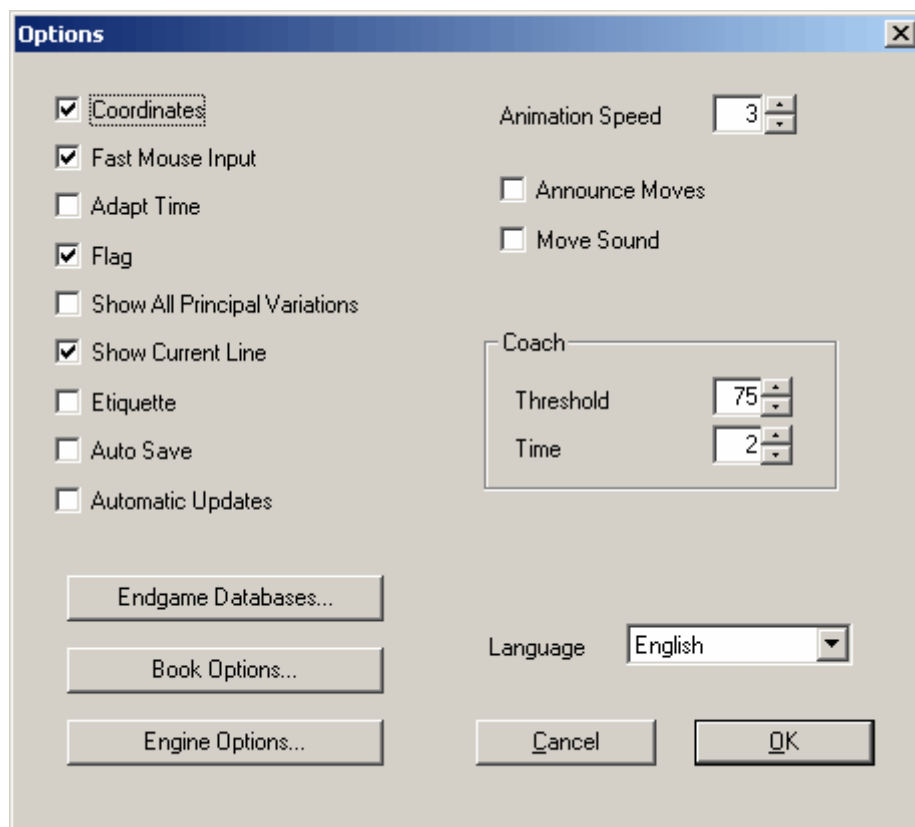 Options
Coordinates
Fast Mouse Input
Adapt Time
Flag
Show All Principal Variations
Show Current Line
Etiquette
Auto Save
Automatic Updates
Endgame Databases...
Book Options...
Engine Options...
Animation Speed 3
Announce Moves
Move Sound
Coach
Threshold 75
Time 2
Language English
Cancel
OK